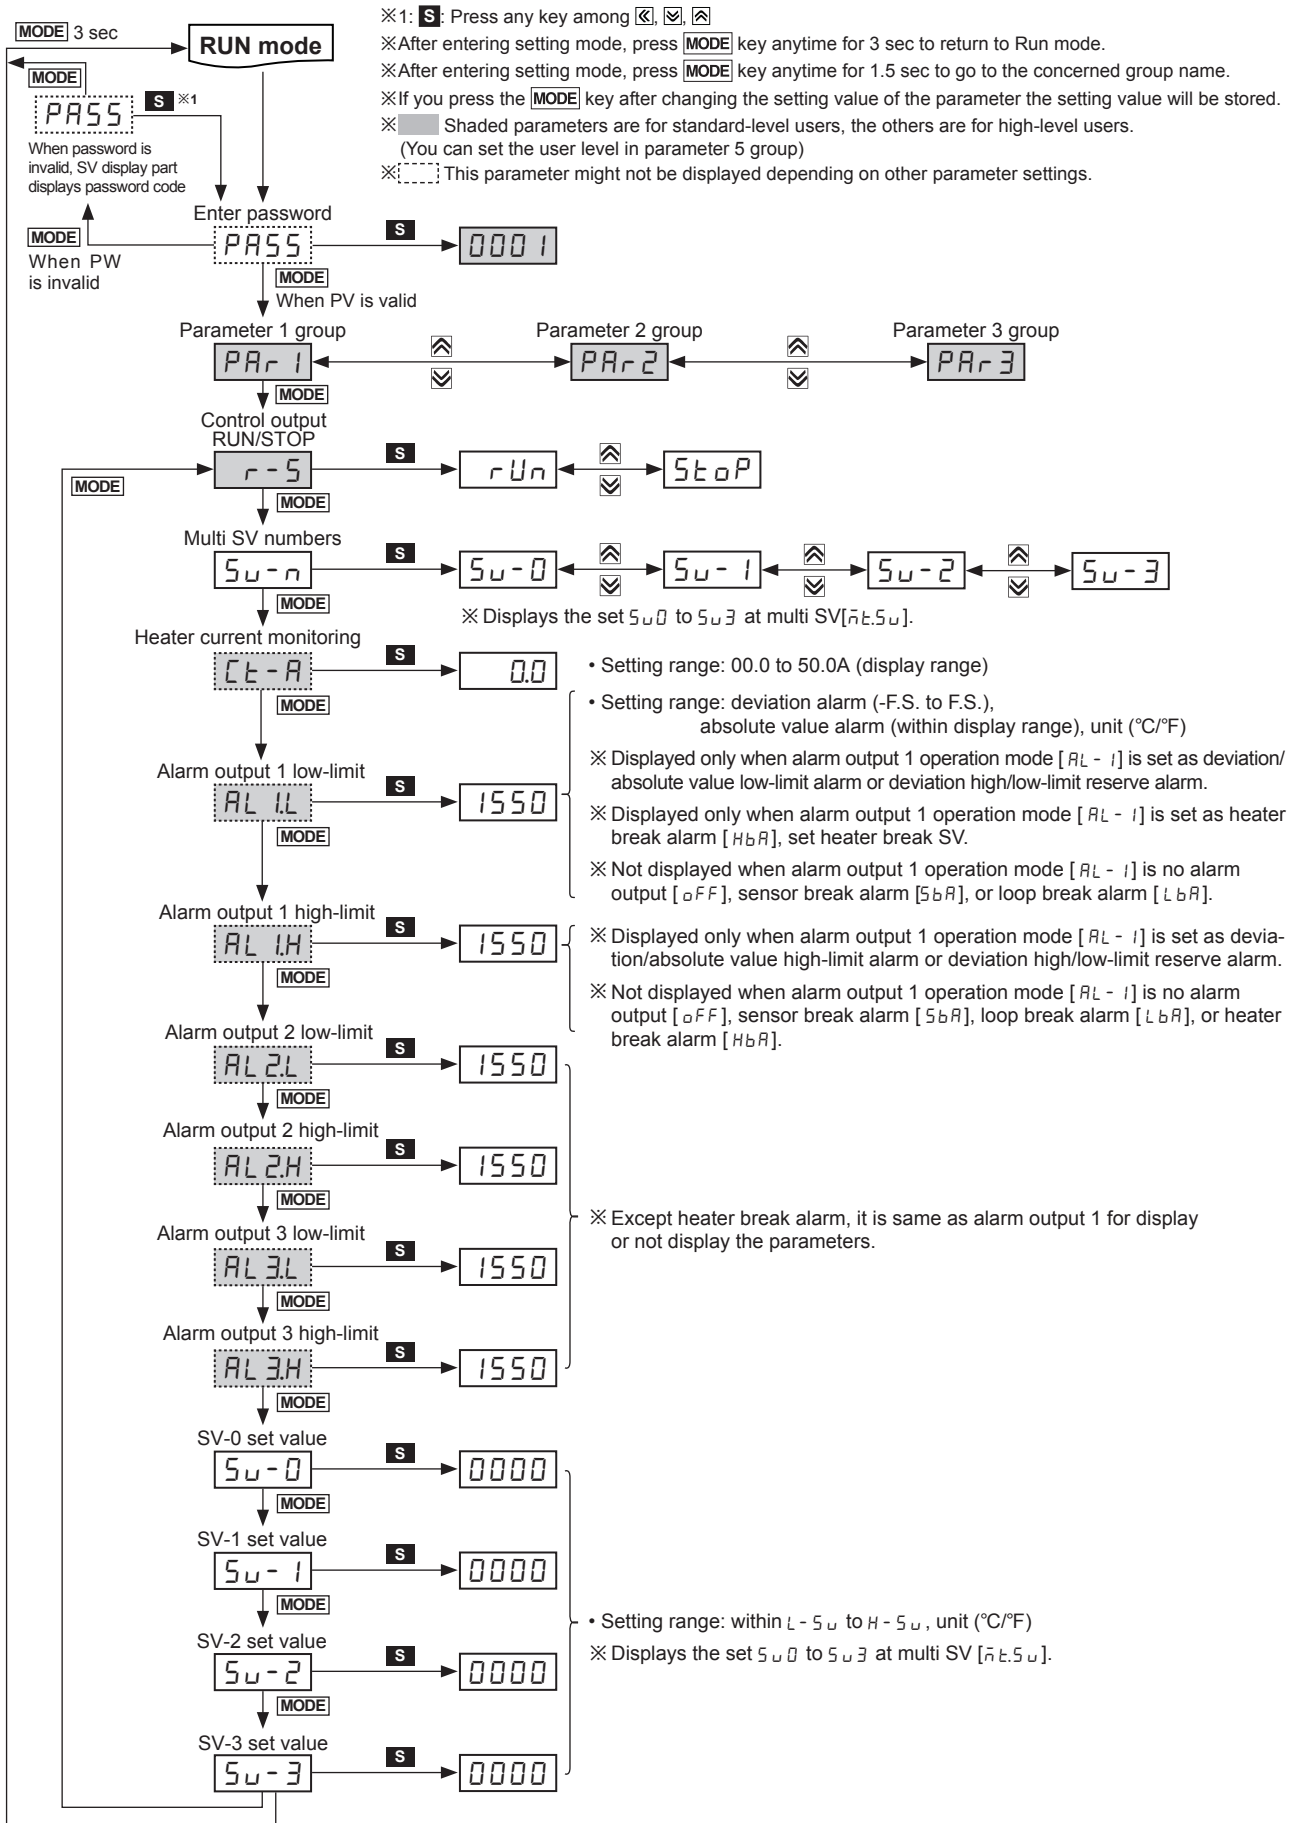 MODE 3 sec
RUN mode
※1: S: Press any key among «, ︾, ︽
※After entering setting mode, press MODE key anytime for 3 sec to return to Run mode.
※After entering setting mode, press MODE key anytime for 1.5 sec to go to the concerned group name.
※If you press the MODE key after changing the setting value of the parameter the setting value will be stored.
※ Shaded parameters are for standard-level users, the others are for high-level users.
(You can set the user level in parameter 5 group)
※ This parameter might not be displayed depending on other parameter settings.
MODE
PASS
S ※1
When password is
invalid, SV display part
displays password code
Enter password
PASS
S
0001
MODE
When PW
is invalid
MODE
When PV is valid
Parameter 1 group
PAr1
Parameter 2 group
PAr2
Parameter 3 group
PAr3
MODE
Control output
RUN/STOP
r-S
S
rUn
StoP
MODE
MODE
Multi SV numbers
Su-n
S
Su-0
Su-1
Su-2
Su-3
MODE
※ Displays the set Su0 to Su3 at multi SV[mt.Su].
Heater current monitoring
Ct-A
S
0.0
• Setting range: 00.0 to 50.0A (display range)
MODE
• Setting range: deviation alarm (-F.S. to F.S.),
absolute value alarm (within display range), unit (°C/°F)
※ Displayed only when alarm output 1 operation mode [AL-1] is set as deviation/
absolute value low-limit alarm or deviation high/low-limit reserve alarm.
※ Displayed only when alarm output 1 operation mode [AL-1] is set as heater
break alarm [HbA], set heater break SV.
※ Not displayed when alarm output 1 operation mode [AL-1] is no alarm
output [oFF], sensor break alarm [SbA], or loop break alarm [LbA].
Alarm output 1 low-limit
AL1.L
S
1550
MODE
Alarm output 1 high-limit
AL1.H
S
1550
MODE
※ Displayed only when alarm output 1 operation mode [AL-1] is set as devia-
tion/absolute value high-limit alarm or deviation high/low-limit reserve alarm.
※ Not displayed when alarm output 1 operation mode [AL-1] is no alarm
output [oFF], sensor break alarm [SbA], loop break alarm [LbA], or heater
break alarm [HbA].
Alarm output 2 low-limit
AL2.L
S
1550
MODE
Alarm output 2 high-limit
AL2.H
S
1550
MODE
※ Except heater break alarm, it is same as alarm output 1 for display
or not display the parameters.
Alarm output 3 low-limit
AL3.L
S
1550
MODE
Alarm output 3 high-limit
AL3.H
S
1550
MODE
SV-0 set value
Su-0
S
0000
MODE
SV-1 set value
Su-1
S
0000
MODE
• Setting range: within L-Su to H-Su, unit (°C/°F)
※ Displays the set Su0 to Su3 at multi SV [mt.Su].
SV-2 set value
Su-2
S
0000
MODE
SV-3 set value
Su-3
S
0000